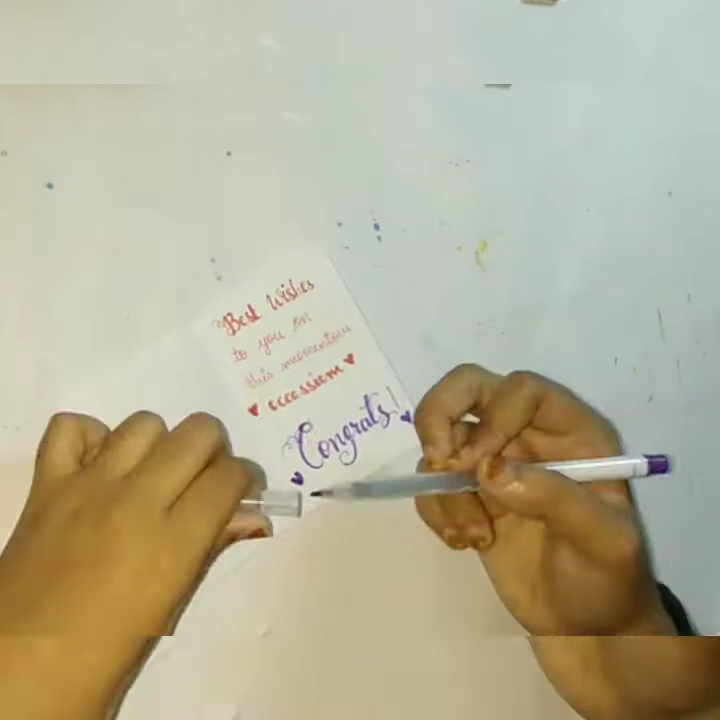 Best Wishes
to you on
this momentous
occassion
Congrats!